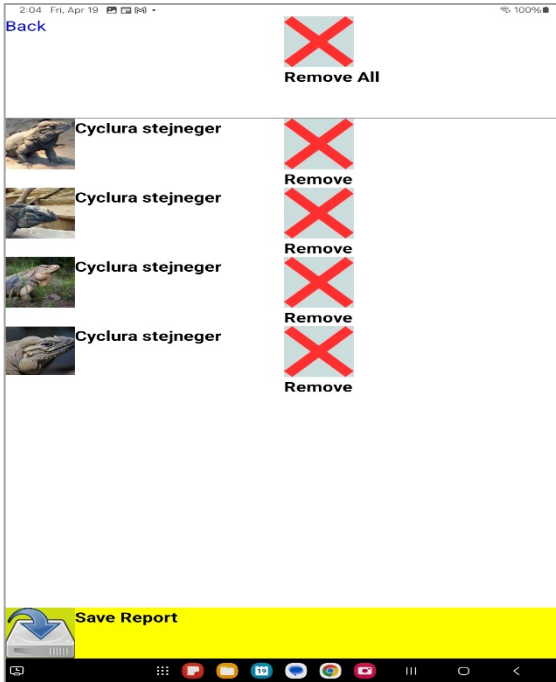 2:04 Fri, Apr 19
100%
Back
Remove All
Cyclura stejneger
Remove
Cyclura stejneger
Remove
Cyclura stejneger
Remove
Cyclura stejneger
Remove
Save Report
19